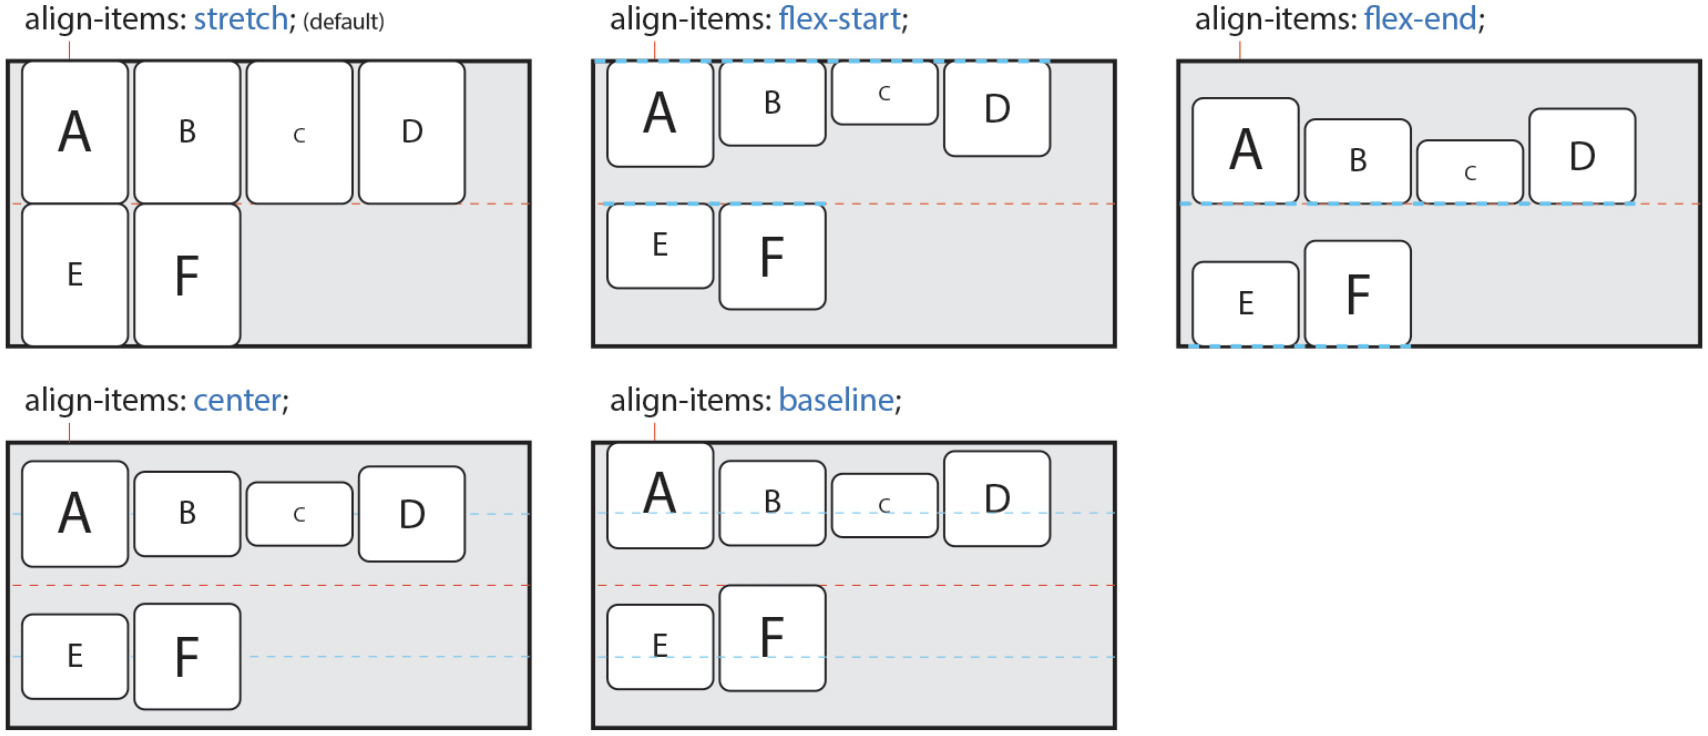 align-items: stretch; (default)
A B C D
E F
align-items: flex-start;
A B C D
E F
align-items: flex-end;
A B C D
E F
align-items: center;
A B C D
E F
align-items: baseline;
A B C D
E F